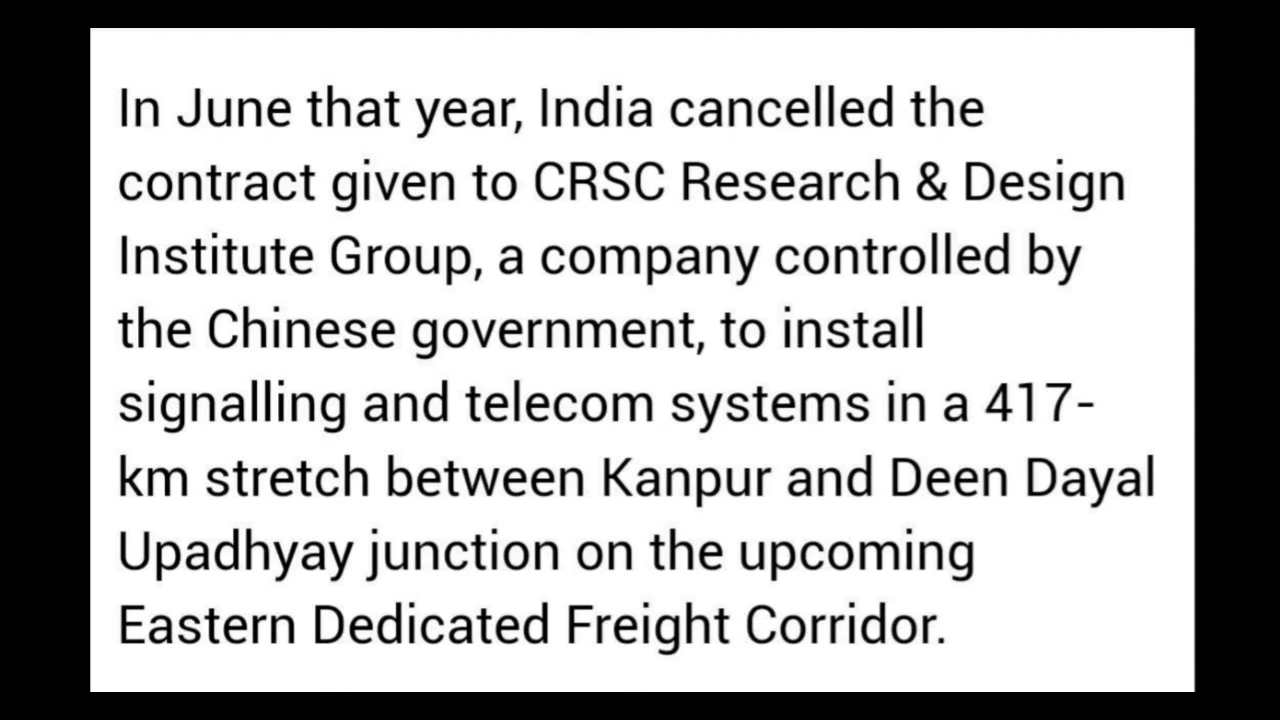 In June that year, India cancelled the
contract given to CRSC Research & Design
Institute Group, a company controlled by
the Chinese government, to install
signalling and telecom systems in a 417-
km stretch between Kanpur and Deen Dayal
Upadhyay junction on the upcoming
Eastern Dedicated Freight Corridor.